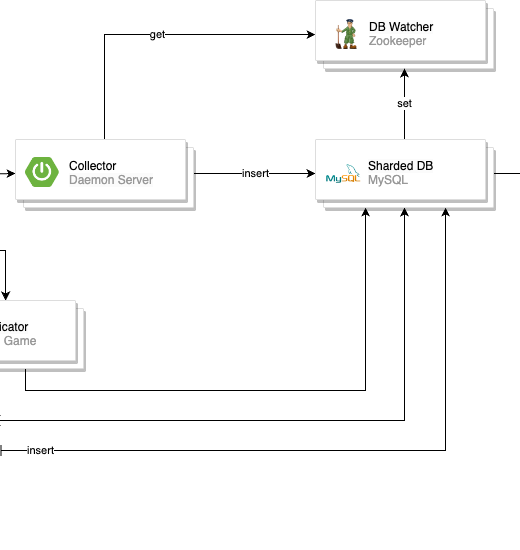 get
DB Watcher
Zookeeper
set
Collector
Daemon Server
insert
MySQL
Sharded DB
MySQL
icator
Game
insert